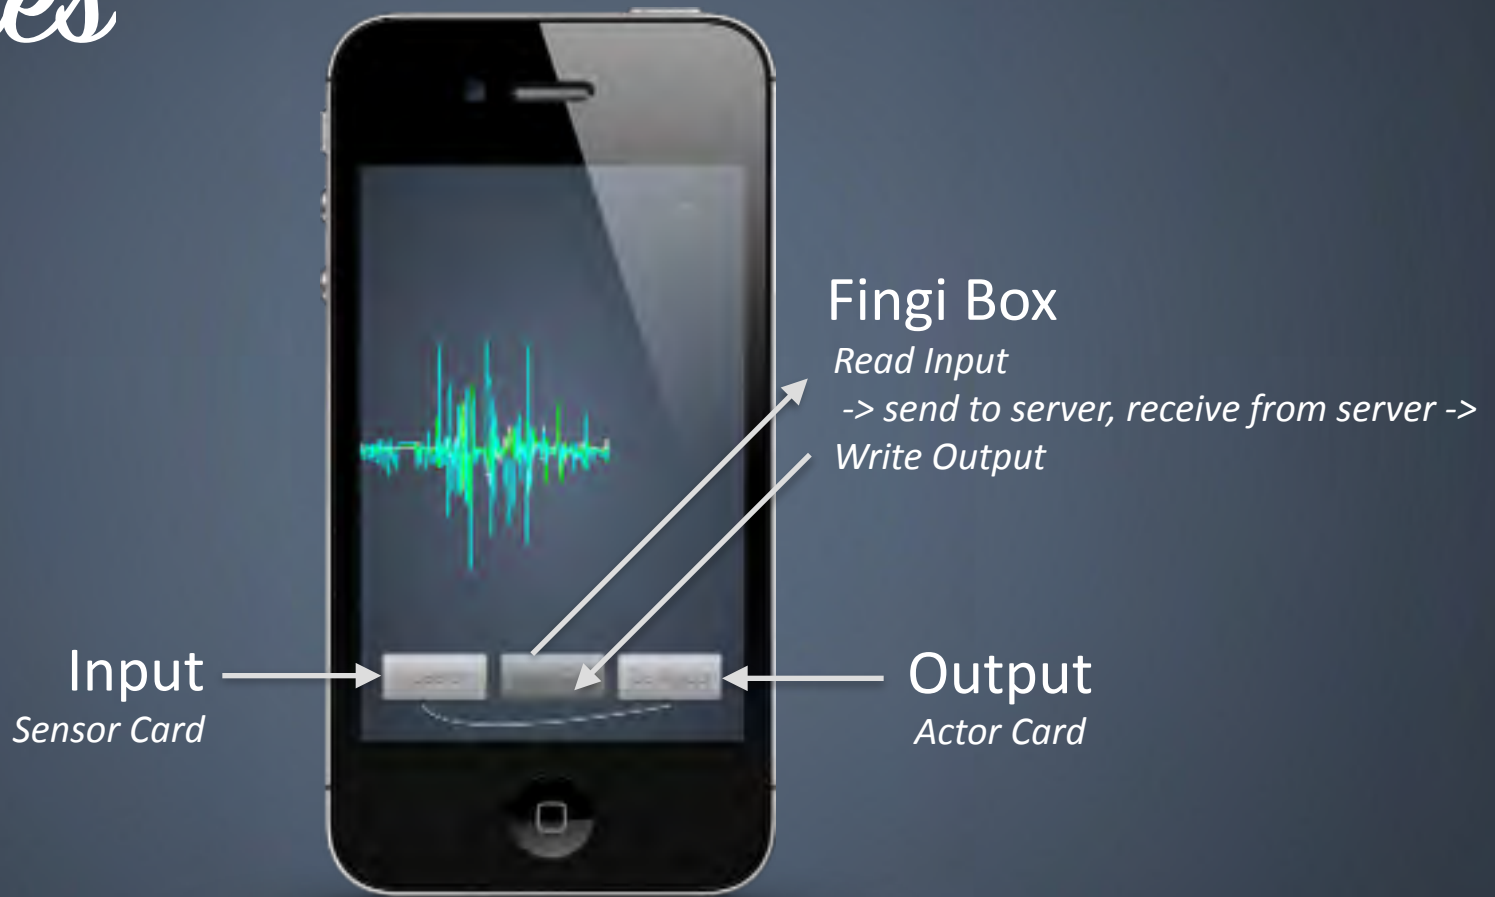 Fingi Box
Read Input
-> send to server, receive from server ->
Write Output
Input
Sensor Card
Output
Actor Card